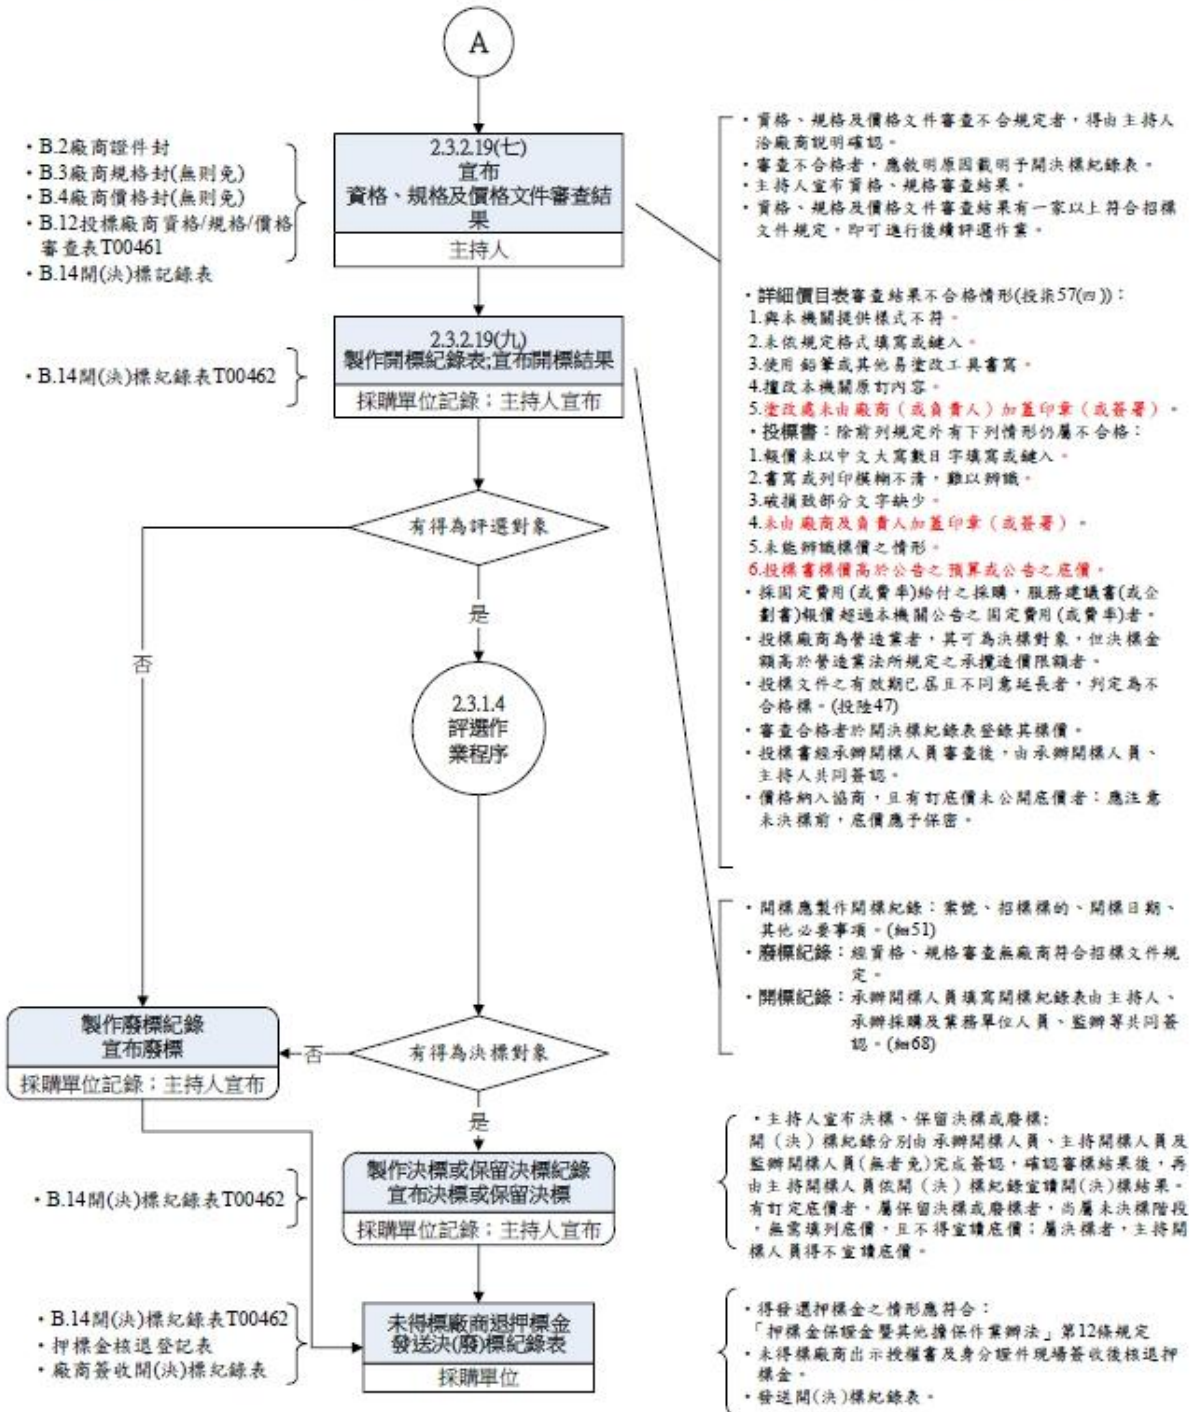 A
・B.2廠商證件封
・B.3廠商規格封(無則免)
・B.4廠商價格封(無則免)
・B.12投標廠商資格/規格/價格
審查表T00461
・B.14開(決)標記錄表
2.3.2.19(七)
宣布
資格、規格及價格文件審查結
果
主持人
・資格、規格及價格文件審查不合規定者，得由主持人
洽廠商說明確認。
・審查不合格者，應敘明原因載明予開決標紀錄表。
・主持人宣布資格、規格審查結果。
・資格、規格及價格文件審查結果有一家以上符合招標
文件規定，即可進行後續評選作業。
・詳細價目表審查結果不合格情形(投柒57(四))：
1.與本機關提供樣式不符。
2.未依規定格式填寫或鍵入。
3.使用鉛筆或其他易塗改工具書寫。
4.擅改本機關原訂內容。
5.塗改處未由廠商（或負責人）加蓋印章（或簽署）。
・投標書：除前列規定外有下列情形仍屬不合格：
1.報價未以中文大寫數目字填寫或鍵入。
2.書寫或列印模糊不清，難以辨識。
3.破損致部分文字缺少。
4.未由廠商及負責人加蓋印章（或簽署）。
5.未能辨識標價之情形。
6.投標書標價高於公告之預算或公告之底價。
・採固定費用(或費率)給付之採購，服務建議書(或企
劃書)報價超過本機關公告之固定費用(或費率)者。
・投標廠商為營造業者，其可為決標對象，但決標金
額高於營造業法所規定之承攬造價限額者。
・投標文件之有效期已屆且不同意延長者，判定為不
合格標。(投陸47)
・審查合格者於開決標紀錄表登錄其標價。
・投標書經承辦開標人員審查後，由承辦開標人員、
主持人共同簽認。
・價格納入協商，且有訂底價未公開底價者：應注意
未決標前，底價應予保密。
・B.14開(決)標紀錄表T00462
2.3.2.19(九)
製作開標紀錄表;宣布開標結果
採購單位記錄；主持人宣布
有得為評選對象
是
否
2.3.1.4
評選作
業程序
・開標應製作開標紀錄：案號、招標標的、開標日期、
其他必要事項。(細51)
・廢標紀錄：經資格、規格審查無廠商符合招標文件規
定。
・開標紀錄：承辦開標人員填寫開標紀錄表由主持人、
承辦採購及業務單位人員、監辦等共同簽
認。(細68)
製作廢標紀錄
宣布廢標
採購單位記錄；主持人宣布
否
有得為決標對象
是
・B.14開(決)標紀錄表T00462
製作決標或保留決標紀錄
宣布決標或保留決標
採購單位記錄；主持人宣布
・主持人宣布決標、保留決標或廢標:
開（決）標紀錄分別由承辦開標人員、主持開標人員及
監辦開標人員(無者免)完成簽認，確認審標結果後，再
由主持開標人員依開（決）標紀錄宣讀開(決)標結果。
有訂定底價者，屬保留決標或廢標者，尚屬未決標階段
，無需填列底價，且不得宣讀底價；屬決標者，主持開
標人員得不宣讀底價。
・B.14開(決)標紀錄表T00462
・押標金核退登記表
・廠商簽收開(決)標紀錄表
未得標廠商退押標金
發送決(廢)標紀錄表
採購單位
・得發還押標金之情形應符合：
「押標金保證金暨其他擔保作業辦法」第12條規定
・未得標廠商出示授權書及身分證件現場簽收後核退押
標金。
・發送開(決)標紀錄表。